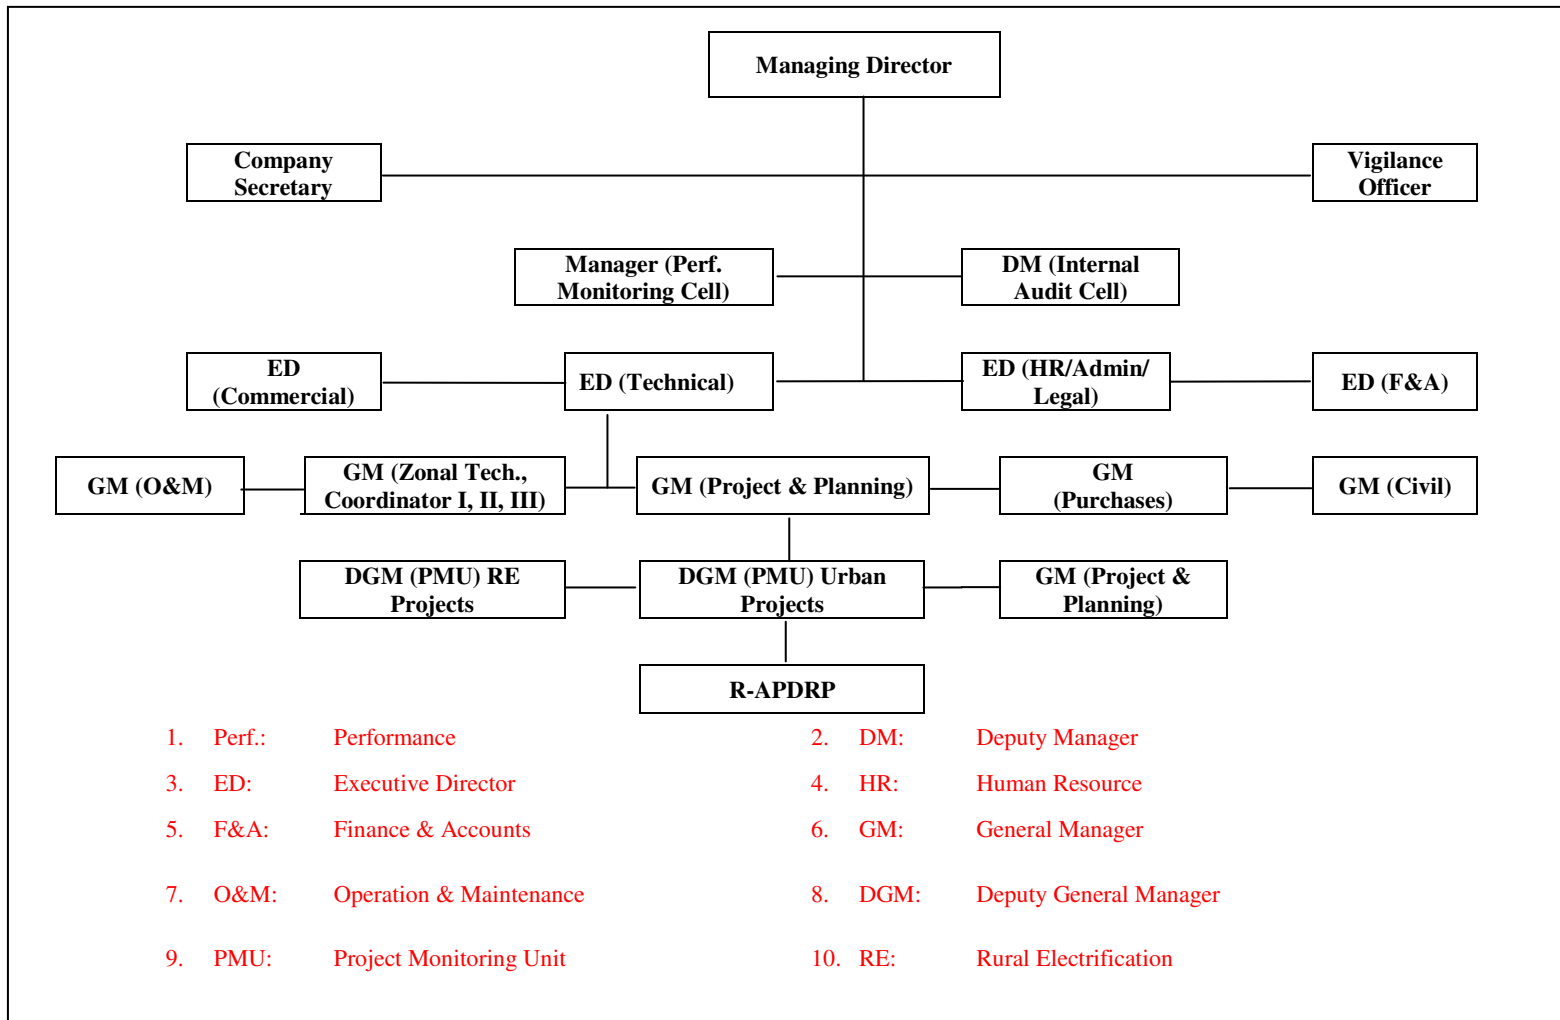 Managing Director
Company
Secretary
Vigilance
Officer
Manager (Perf.
Monitoring Cell)
DM (Internal
Audit Cell)
ED
(Commercial)
ED (Technical)
ED (HR/Admin/
Legal)
ED (F&A)
GM (O&M)
GM (Zonal Tech.,
Coordinator I, II, III)
GM (Project & Planning)
GM
(Purchases)
GM (Civil)
DGM (PMU) RE
Projects
DGM (PMU) Urban
Projects
GM (Project &
Planning)
R-APDRP
1. Perf.: Performance
2. DM: Deputy Manager
3. ED: Executive Director
4. HR: Human Resource
5. F&A: Finance & Accounts
6. GM: General Manager
7. O&M: Operation & Maintenance
8. DGM: Deputy General Manager
9. PMU: Project Monitoring Unit
10. RE: Rural Electrification